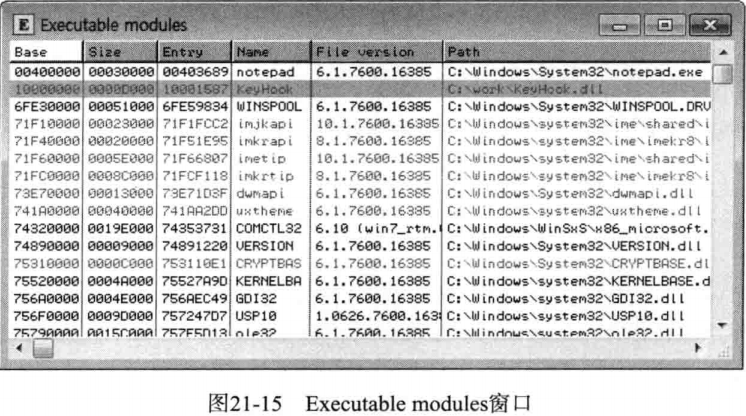 E Executable modules
Base Size Entry Name File version Path
00400000 00030000 00403689 notepad 6.1.7600.16385 C:\Windows\System32\notepad.exe
10000000 0000D000 10001587 KeyHook C:\work\KeyHook.dll
6FE30000 00051000 6FE59834 WINSPOOL 6.1.7600.16385 C:\Windows\System32\WINSPOOL.DRV
71F10000 00023000 71F1FCC2 imjkapi 10.1.7600.16385 C:\Windows\system32\ime\shared\i
71F40000 00020000 71F51E95 imkrapi 8.1.7600.16385 C:\Windows\system32\ime\imekr8\i
71F60000 0005E000 71F66807 imetip 10.1.7600.16385 C:\Windows\system32\ime\shared\i
71FC0000 0008C000 71FCF118 imkrtip 8.1.7600.16385 C:\Windows\system32\ime\imekr8\i
73E70000 00013000 73E71D3F dwmapi 6.1.7600.16385 C:\Windows\System32\dwmapi.dll
741A0000 00040000 741AA2DD uxtheme 6.1.7600.16385 C:\Windows\system32\uxtheme.dll
74320000 0019E000 74353731 COMCTL32 6.10 (win7_rtm. C:\Windows\WinSxS\x86_microsoft.
74890000 00009000 74891220 VERSION 6.1.7600.16385 C:\Windows\System32\VERSION.dll
75310000 0000C000 753110E1 CRYPTBAS 6.1.7600.16385 C:\Windows\System32\CRYPTBASE.dl
75520000 0004A000 75527A9D KERNELBA 6.1.7600.16385 C:\Windows\system32\KERNELBASE.d
756A0000 0004E000 756AEC49 GDI32 6.1.7600.16385 C:\Windows\System32\GDI32.dll
756F0000 0009D000 757247D7 USP10 1.0626.7600.163 C:\Windows\system32\USP10.dll
75790000 0015C000 757E5D13 ole32 6.1.7600.16385 C:\Windows\system32\ole32.dll
图21-15 Executable modules窗口